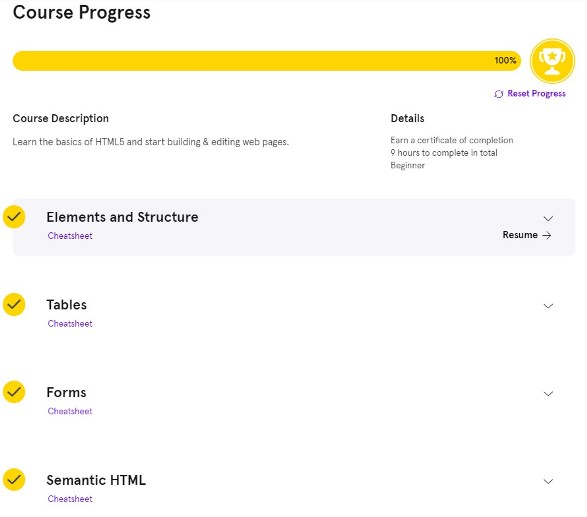 Course Progress
100%
Reset Progress
Course Description
Learn the basics of HTML5 and start building & editing web pages.
Details
Earn a certificate of completion
9 hours to complete in total
Beginner
Elements and Structure
Cheatsheet
Resume →
Tables
Cheatsheet
Forms
Cheatsheet
Semantic HTML
Cheatsheet